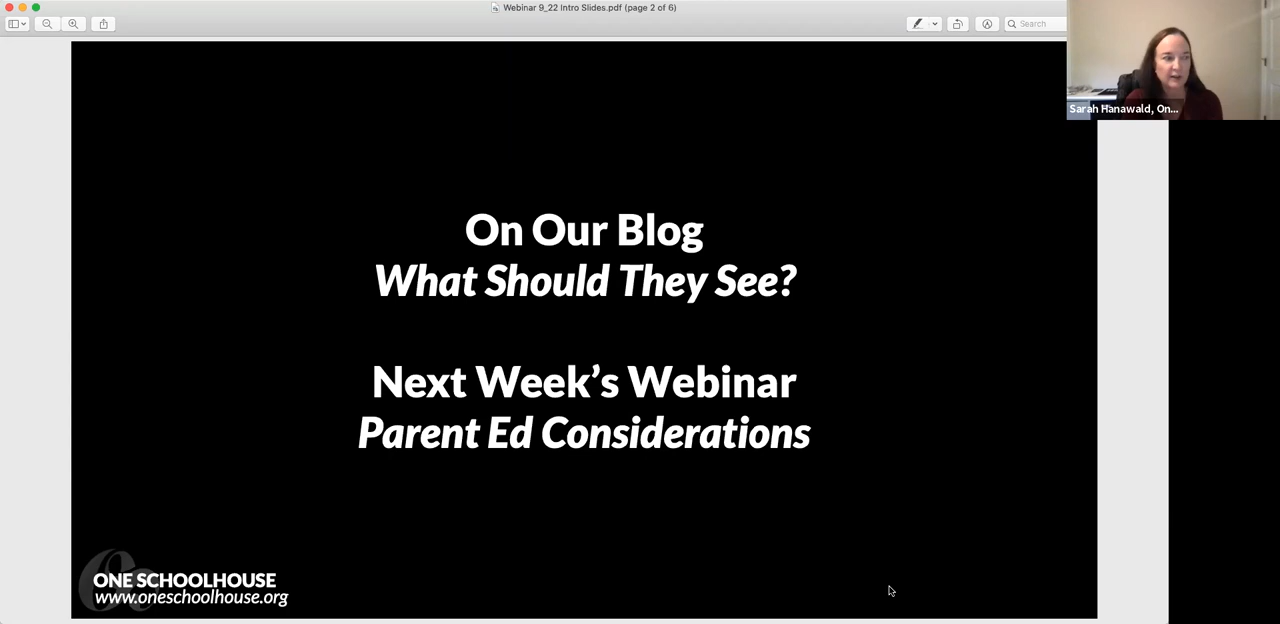 Webinar 9_22 Intro Slides.pdf (page 2 of 6)
Search
Sarah Hanawald, On...
On Our Blog
What Should They See?
Next Week’s Webinar
Parent Ed Considerations
ONE SCHOOLHOUSE
www.oneschoolhouse.org